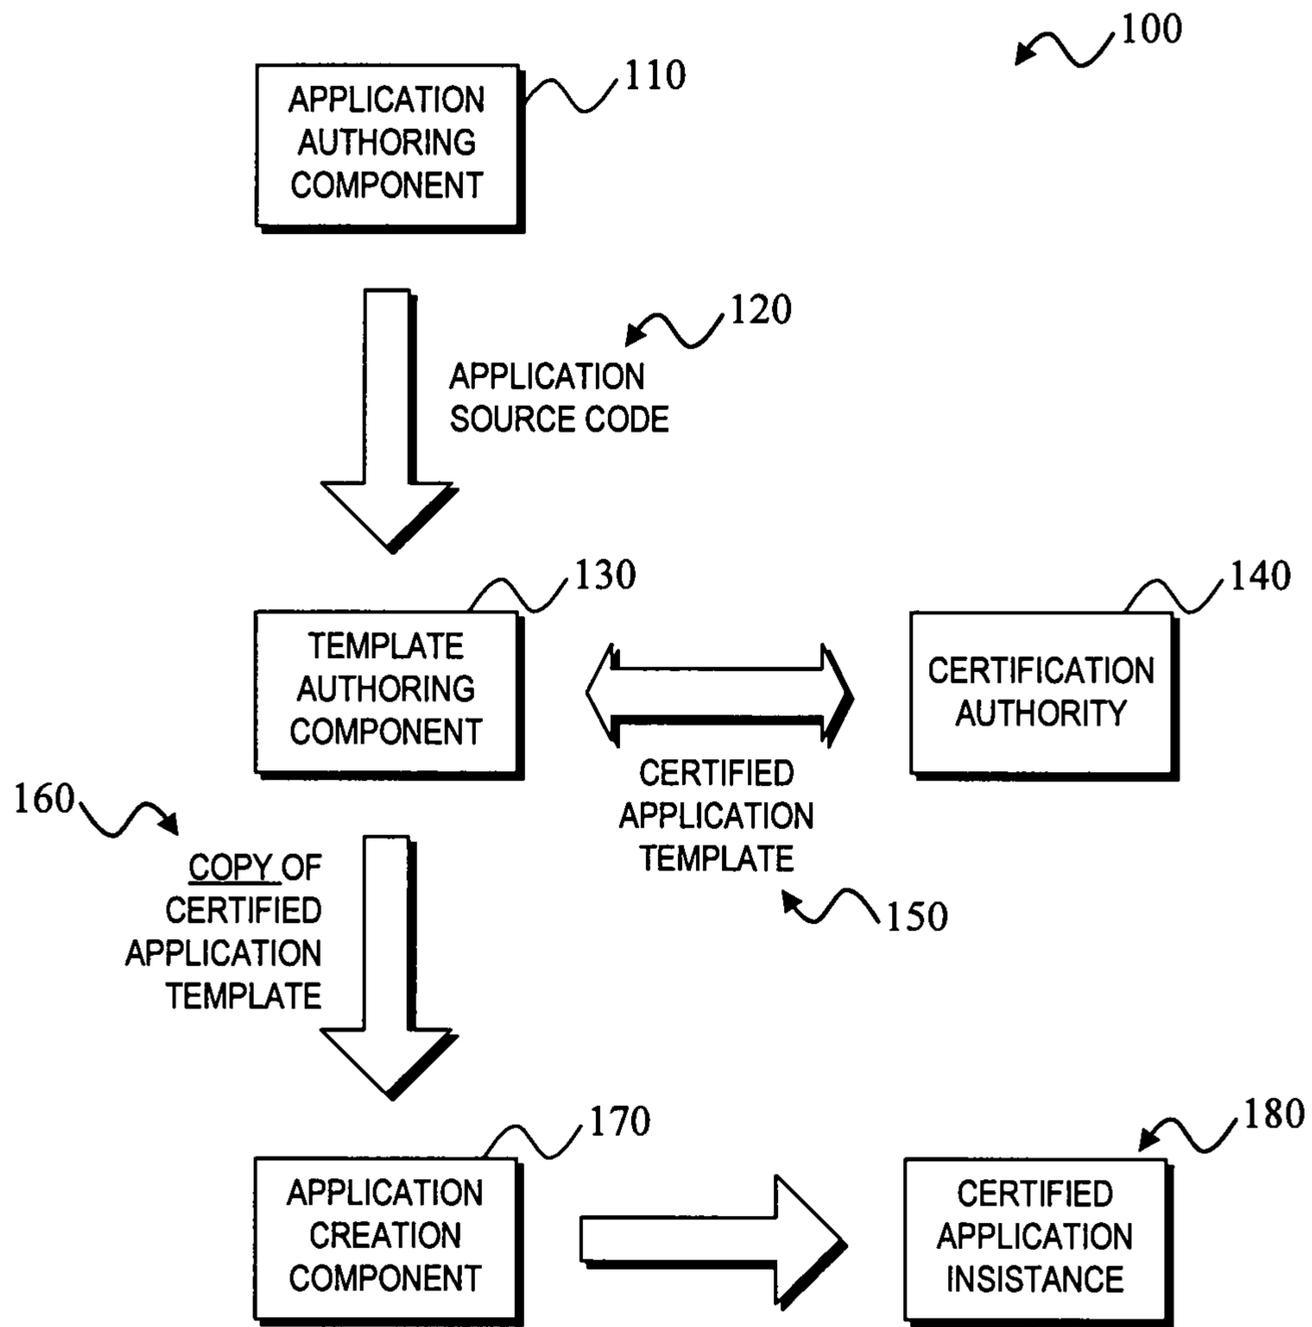 100
110
APPLICATION
AUTHORING
COMPONENT
120
APPLICATION
SOURCE CODE
130
TEMPLATE
AUTHORING
COMPONENT
140
CERTIFICATION
AUTHORITY
CERTIFIED
APPLICATION
TEMPLATE
150
160
COPY OF
CERTIFIED
APPLICATION
TEMPLATE
170
APPLICATION
CREATION
COMPONENT
180
CERTIFIED
APPLICATION
INSISTANCE